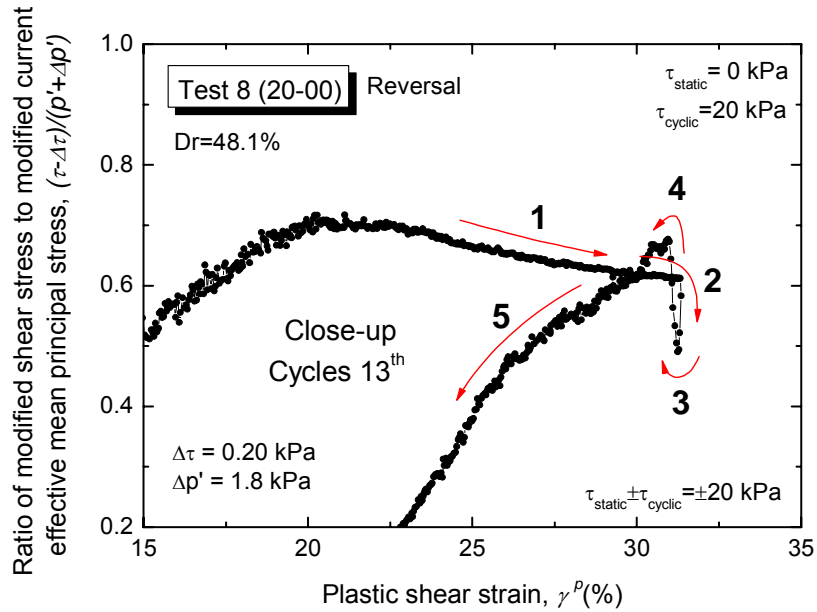 Ratio of modified shear stress to modified current
effective mean principal stress, (τ-Δτ)/(p'+Δp')
1.0
0.8
0.6
0.4
0.2
Test 8 (20-00)
Reversal
Dr=48.1%
τstatic= 0 kPa
τcyclic=20 kPa
1
2
3
4
5
Close-up
Cycles 13th
Δτ = 0.20 kPa
Δp' = 1.8 kPa
τstatic±τcyclic=±20 kPa
15
20
25
30
35
Plastic shear strain, γ p(%)